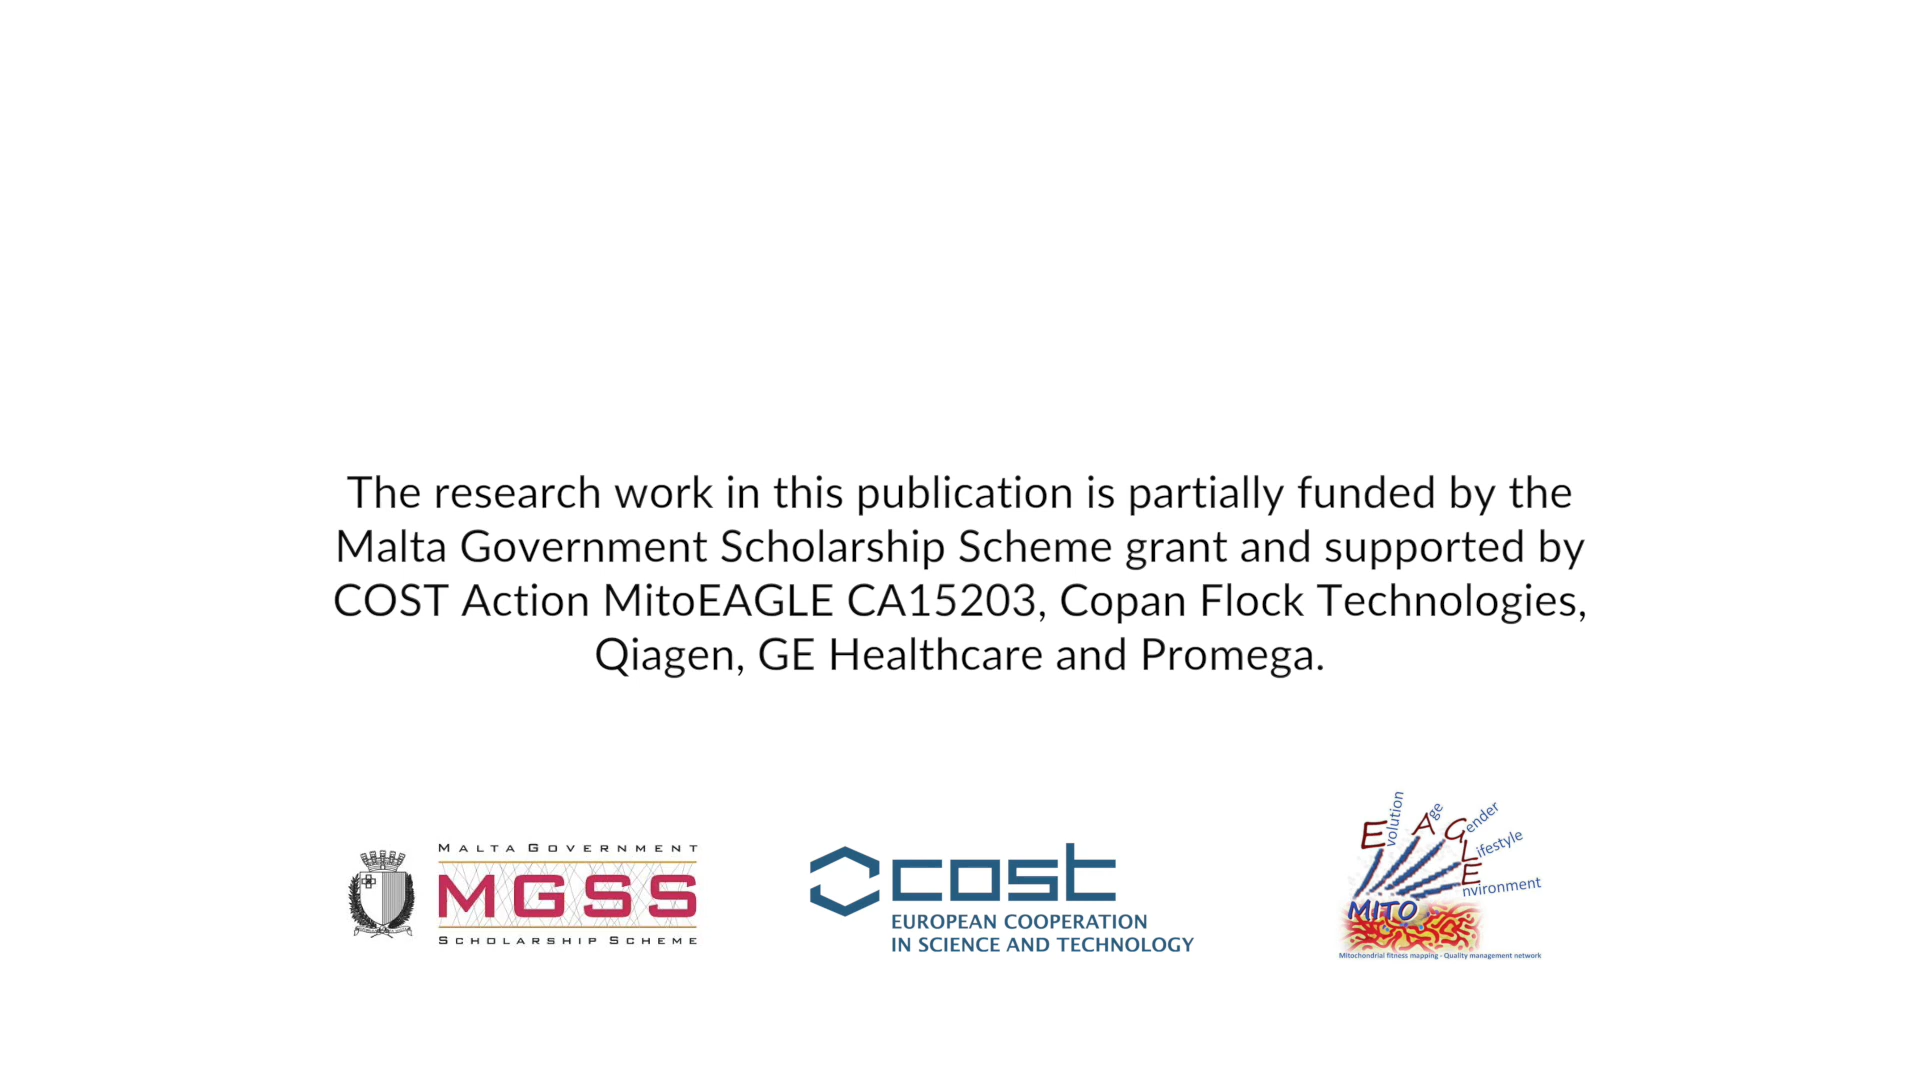 The research work in this publication is partially funded by the
Malta Government Scholarship Scheme grant and supported by
COST Action MitoEAGLE CA15203, Copan Flock Technologies,
Qiagen, GE Healthcare and Promega.
MALTA GOVERNMENT
MGSS
SCHOLARSHIP SCHEME
cost
EUROPEAN COOPERATION
IN SCIENCE AND TECHNOLOGY
Evolution
Age
Gender
Lifestyle
Environment
MITO
Mitochondrial fitness mapping - Quality management network